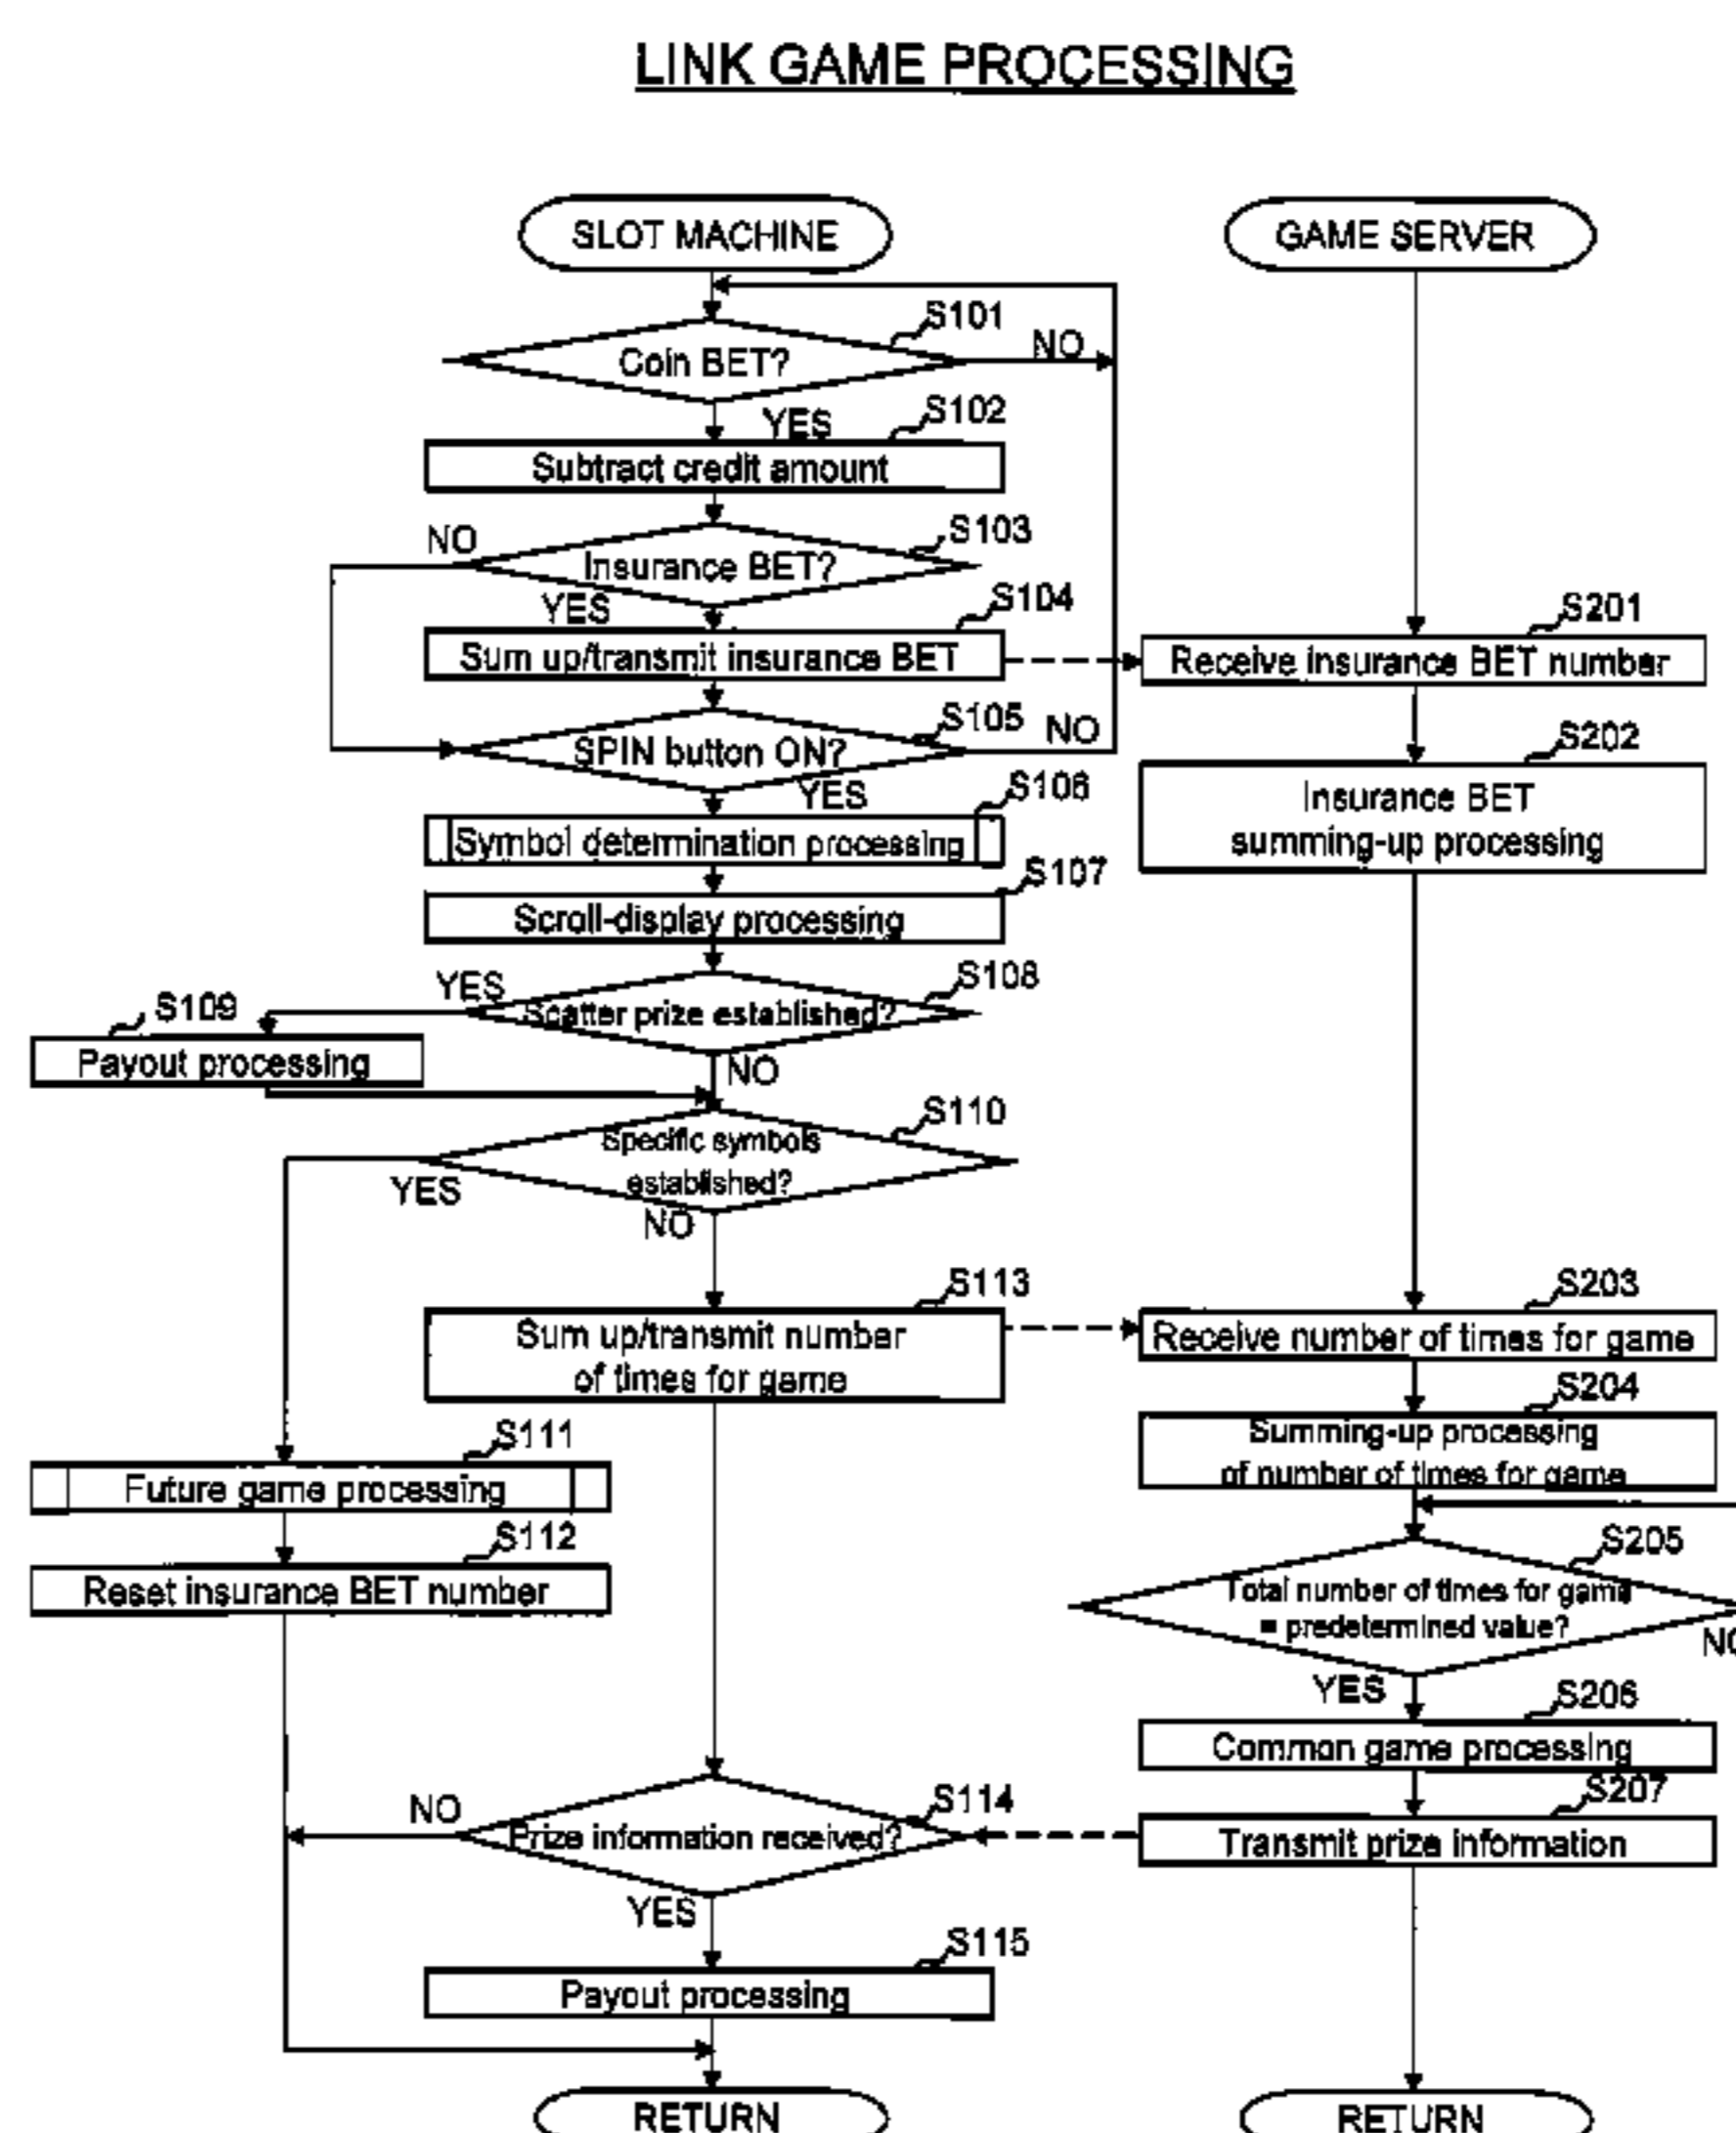 LINK GAME PROCESSING
SLOT MACHINE
GAME SERVER
S101
Coin BET?
NO
YES
S102
Subtract credit amount
NO
S103
Insurance BET?
YES
S104
Sum up/transmit insurance BET
S201
Receive insurance BET number
S105
SPIN button ON?
NO
YES
S202
Insurance BET
summing-up processing
S106
Symbol determination processing
S107
Scroll-display processing
YES
S108
Scatter prize established?
NO
S109
Payout processing
S110
Specific symbols
established?
YES
NO
S113
Sum up/transmit number
of times for game
S203
Receive number of times for game
S204
Summing-up processing
of number of times for game
S111
Future game processing
S112
Reset insurance BET number
S205
Total number of times for game
= predetermined value?
NO
YES
S206
Common game processing
S207
Transmit prize information
NO
S114
Prize information received?
YES
S115
Payout processing
RETURN
RETURN